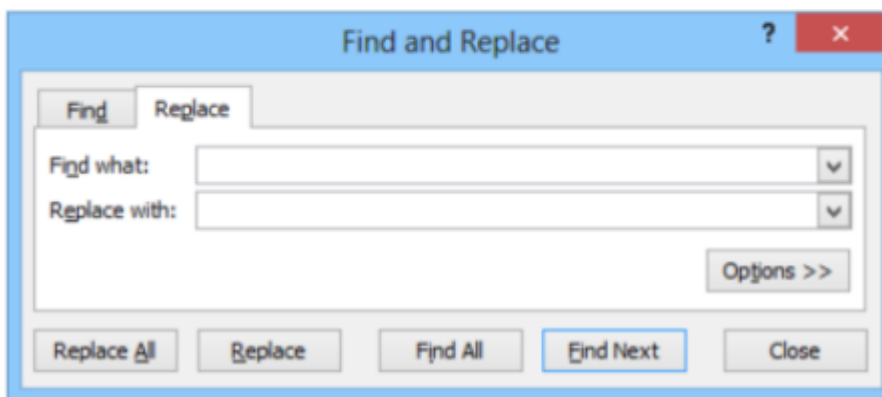 Find and Replace ? ×
Find Replace
Find what:
Replace with:
Options >>
Replace All Replace Find All Find Next Close